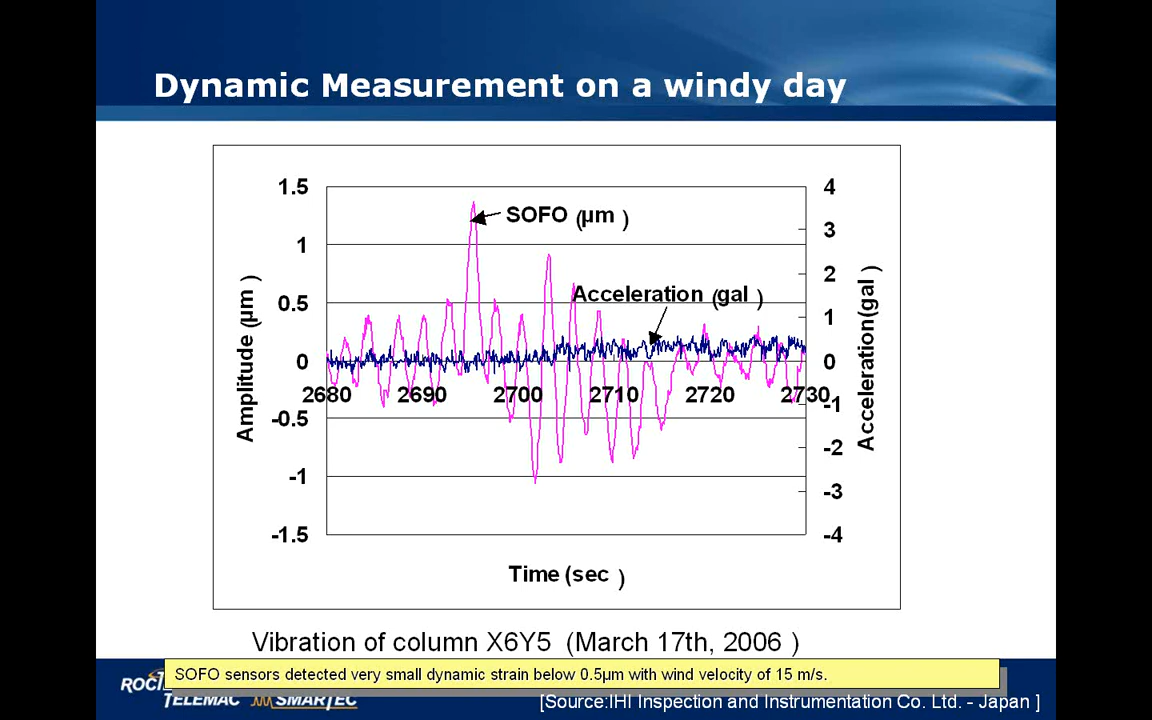 Dynamic Measurement on a windy day
1.5
1
0.5
0
-0.5
-1
-1.5
Amplitude (µm )
SOFO (µm )
Acceleration (gal )
4
3
2
1
0
-1
-2
-3
-4
Acceleration(gal )
2680 2690 2700 2710 2720 2730
Time (sec )
Vibration of column X6Y5 (March 17th, 2006 )
SOFO sensors detected very small dynamic strain below 0.5µm with wind velocity of 15 m/s.
TELEMAC SMARTEC
[Source:IHI Inspection and Instrumentation Co. Ltd. - Japan ]